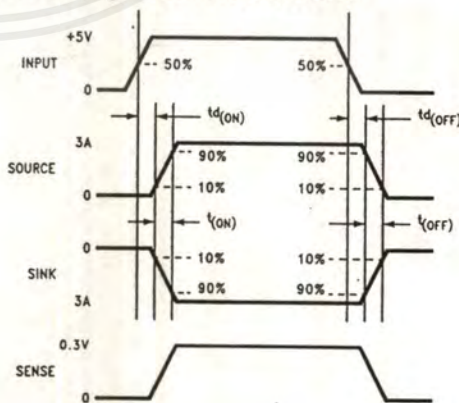 +5V
INPUT
50%
50%
0
td(ON)
td(OFF)
3A
90%
90%
SOURCE
10%
10%
0
t(ON)
t(OFF)
0
10%
10%
SINK
90%
90%
3A
0.3V
SENSE
0